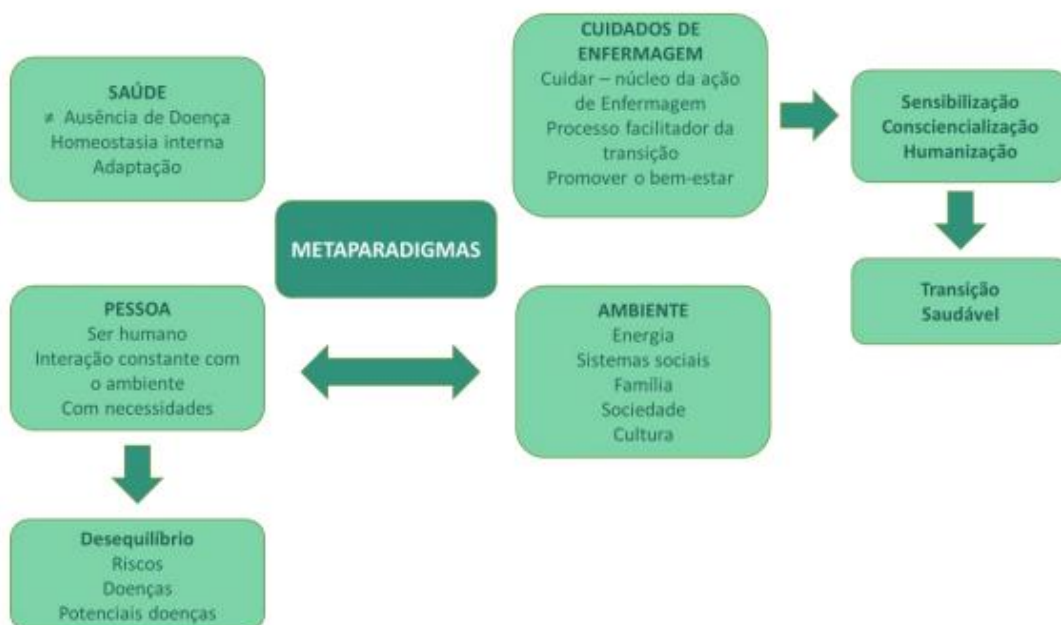 SAÚDE
≠ Ausência de Doença
Homeostasia interna
Adaptação
CUIDADOS DE
ENFERMAGEM
Cuidar – núcleo da ação
de Enfermagem
Processo facilitador da
transição
Promover o bem-estar
Sensibilização
Consciencialização
Humanização
METAPARADIGMAS
Transição
Saudável
PESSOA
Ser humano
Interação constante com
o ambiente
Com necessidades
AMBIENTE
Energia
Sistemas sociais
Família
Sociedade
Cultura
Desequilíbrio
Riscos
Doenças
Potenciais doenças